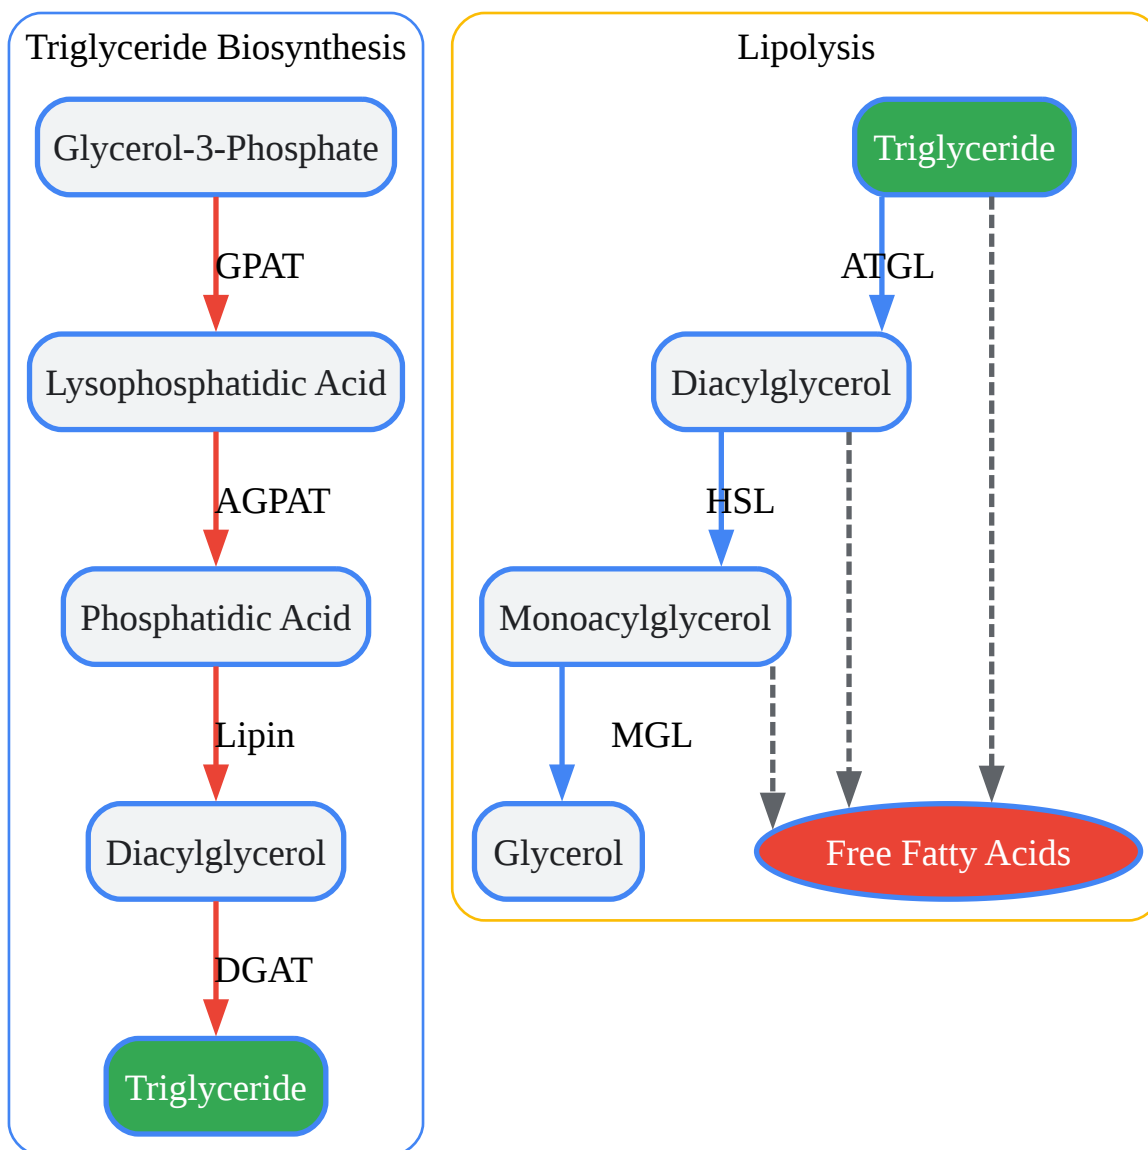 Triglyceride Biosynthesis
Glycerol-3-Phosphate
GPAT
Lysophosphatidic Acid
AGPAT
Phosphatidic Acid
Lipin
Diacylglycerol
DGAT
Triglyceride
Lipolysis
Triglyceride
ATGL
Diacylglycerol
HSL
Monoacylglycerol
MGL
Glycerol
Free Fatty Acids